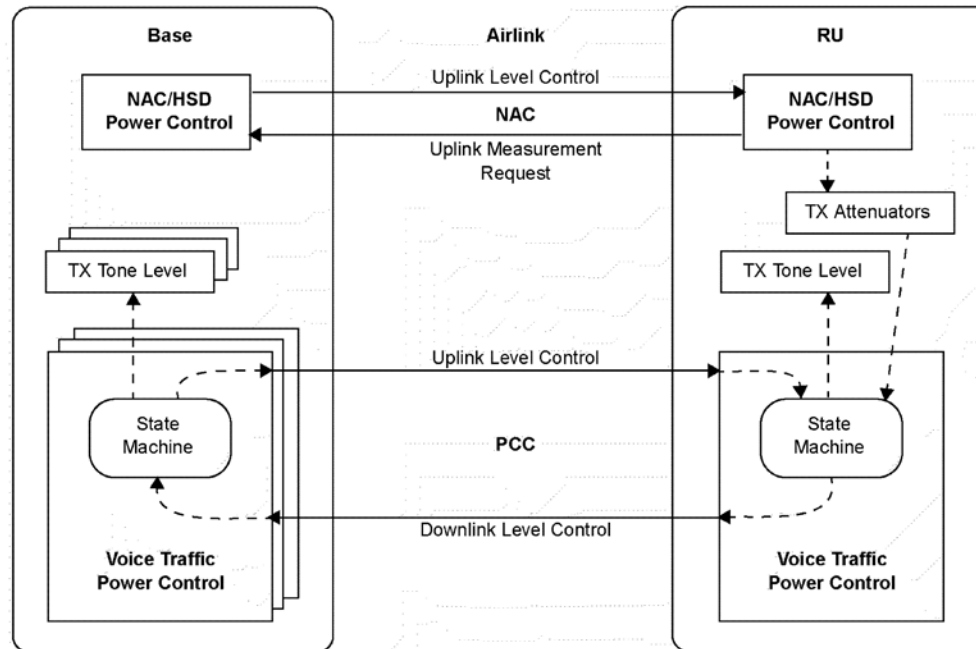 Base
Airlink
RU
NAC/HSD
Power Control
Uplink Level Control
NAC
Uplink Measurement
Request
NAC/HSD
Power Control
TX Attenuators
TX Tone Level
TX Tone Level
Uplink Level Control
State
Machine
PCC
State
Machine
Downlink Level Control
Voice Traffic
Power Control
Voice Traffic
Power Control